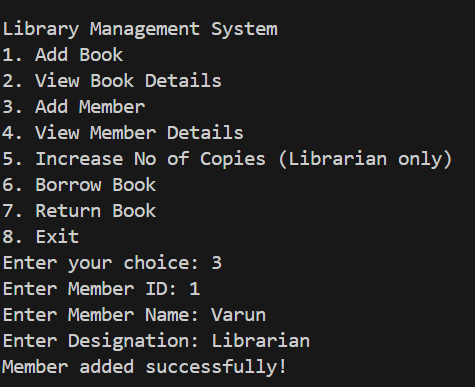 Library Management System
1. Add Book
2. View Book Details
3. Add Member
4. View Member Details
5. Increase No of Copies (Librarian only)
6. Borrow Book
7. Return Book
8. Exit
Enter your choice: 3
Enter Member ID: 1
Enter Member Name: Varun
Enter Designation: Librarian
Member added successfully!